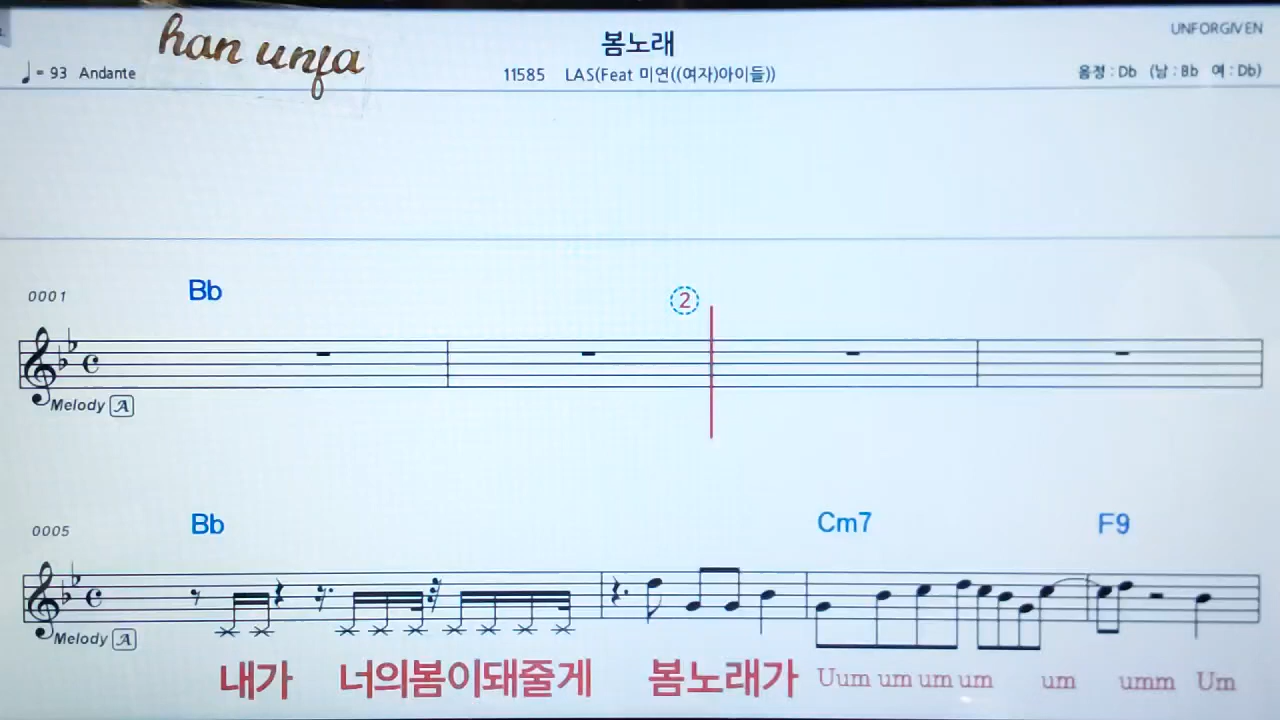 han unfa
봄노래
UNFORGIVEN
♩= 93 Andante
11585 LAS(Feat 미연((여자)아이들))
음정 : Db (남 : Bb 여 : Db)
0001
Bb
2
Melody A
0005
Bb
Cm7
F9
Melody A
내가 너의봄이돼줄게 봄노래가 Uum um um um um umm Um